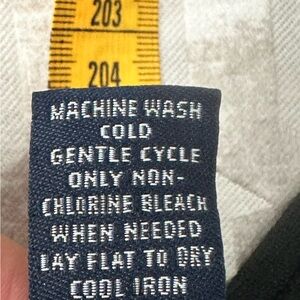 203
204
MACHINE WASH
COLD
GENTLE CYCLE
ONLY NON-
CHLORINE BLEACH
WHEN NEEDED
LAY FLAT TO DRY
COOL IRON